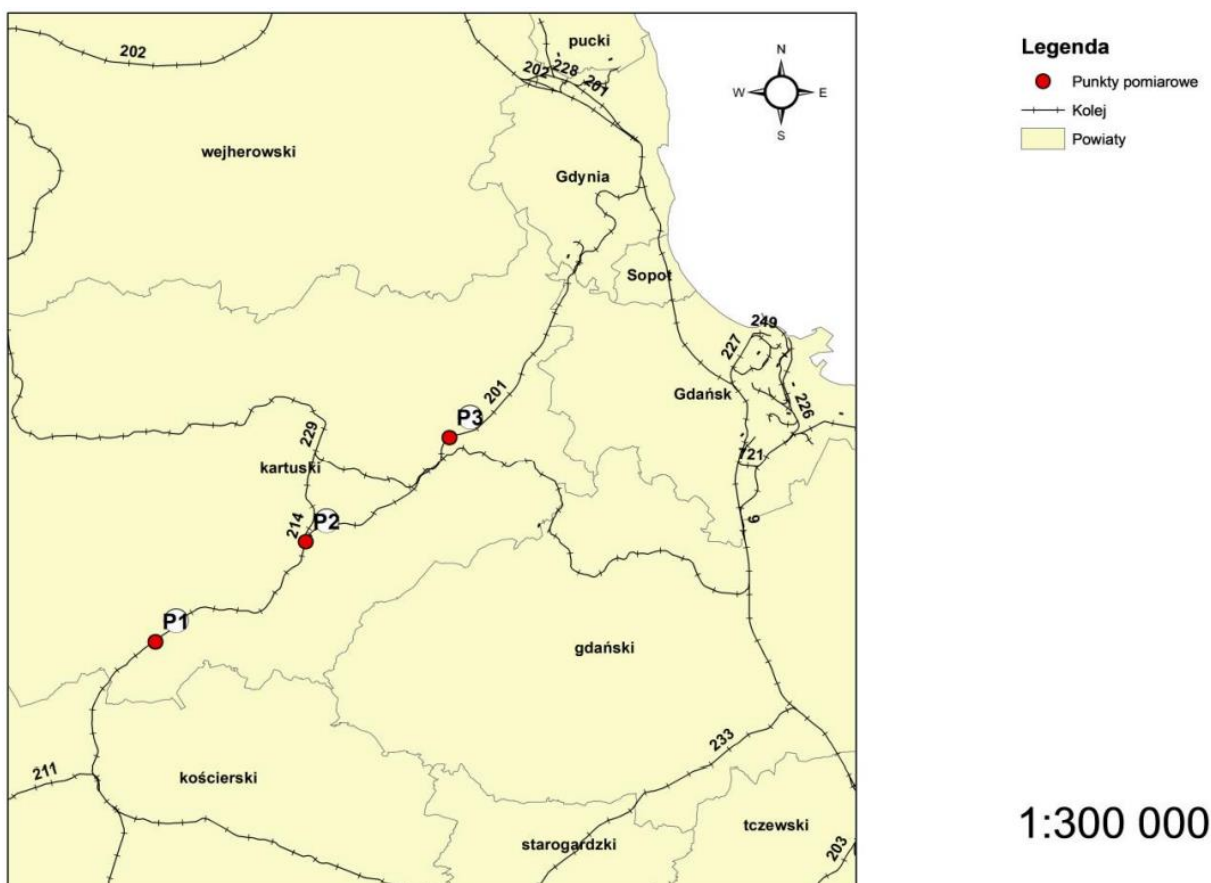 202
pucki
202
228
201
N
W
E
S
wejherowski
Gdynia
Sopot
249
227
Gdańsk
226
201
P3
229
kartuski
721
214
P2
9
P1
gdański
233
211
kościerski
tczewski
starogardzki
203
Legenda
Punkty pomiarowe
Kolej
Powiaty
1:300 000